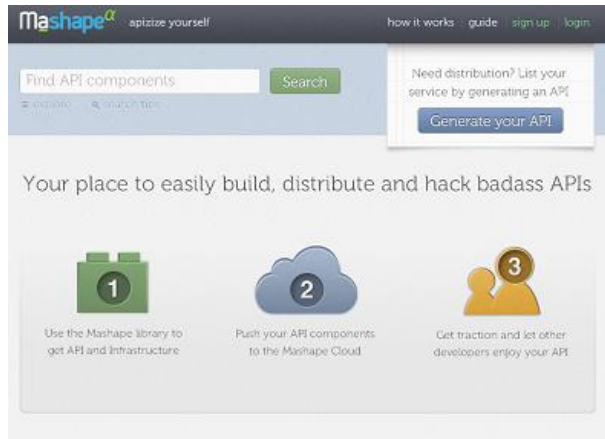 Mashape α apizize yourself how it works guide sign up login
Find API components Search
explore search tips
Need distribution? List your
service by generating an API
Generate your API
Your place to easily build, distribute and hack badass APIs
1
Use the Mashape library to
get API and Infrastructure
2
Push your API components
to the Mashape Cloud
3
Get traction and let other
developers enjoy your API